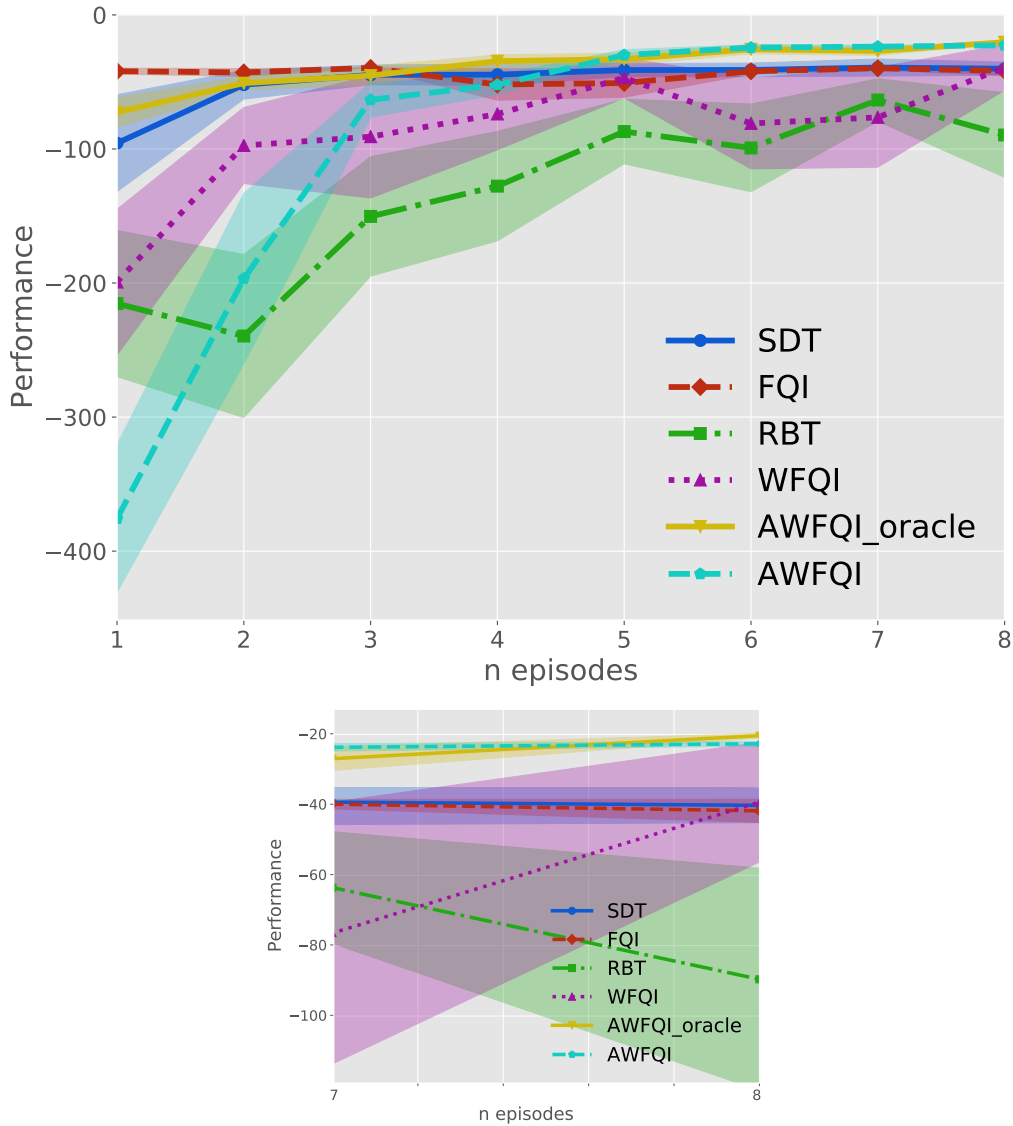 0
−100
−200
−300
−400
Performance
1 2 3 4 5 6 7 8
n episodes
SDT
FQI
RBT
WFQI
AWFQI_oracle
AWFQI
−20
−40
−60
−80
−100
Performance
7 8
n episodes
SDT
FQI
RBT
WFQI
AWFQI_oracle
AWFQI